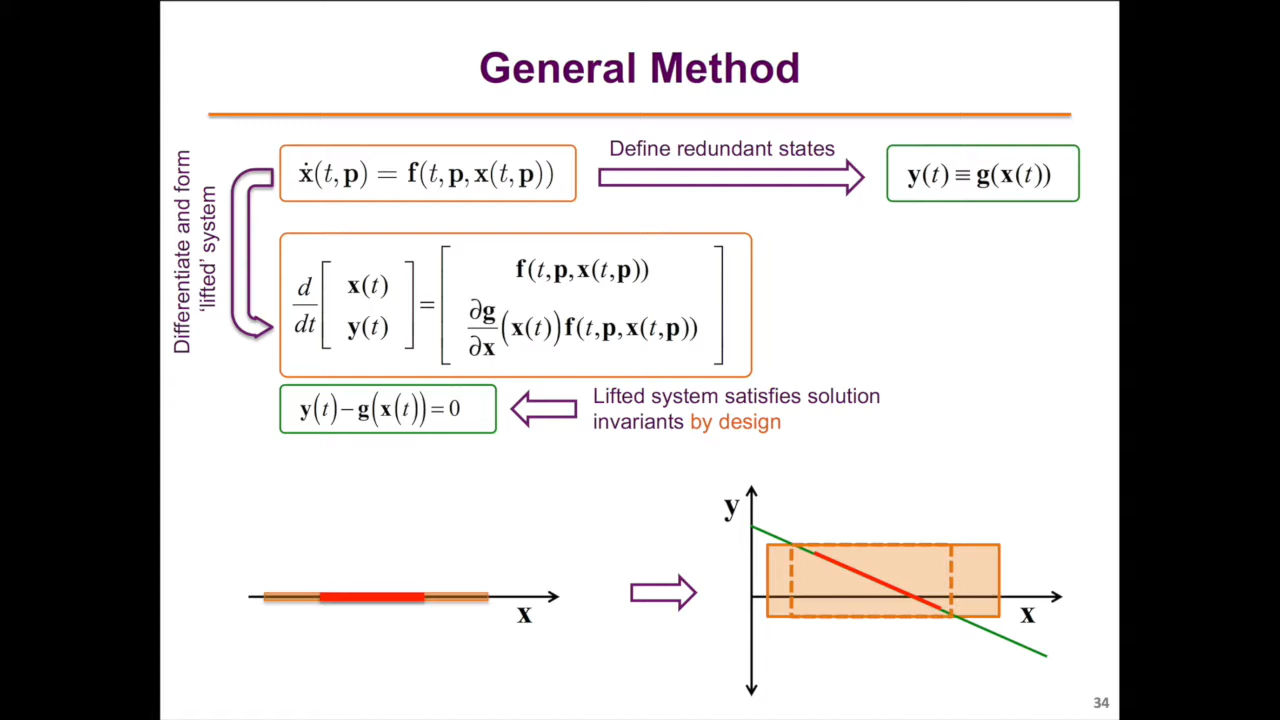 General Method
Differentiate and form
'lifted' system
ẋ(t,p) = f(t,p,x(t,p))
Define redundant states
y(t) ≡ g(x(t))
d/dt [ x(t) y(t) ] = [ f(t,p,x(t,p)) ∂g/∂x (x(t)) f(t,p,x(t,p)) ]
y(t) − g(x(t)) = 0
Lifted system satisfies solution
invariants by design
x
y
x
34